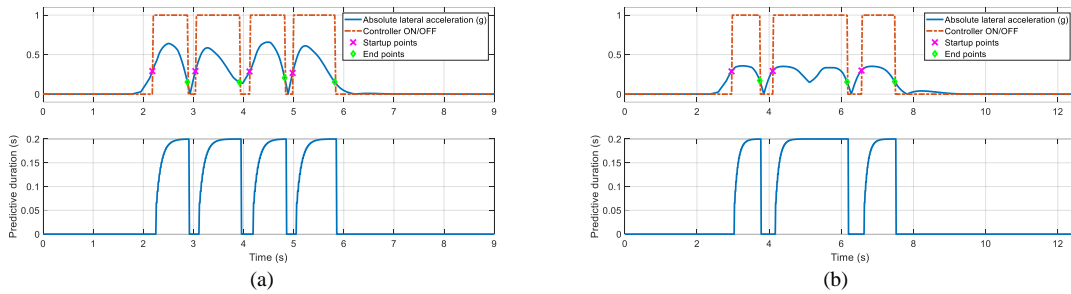 1
0.5
0
Absolute lateral acceleration (g)
Controller ON/OFF
Startup points
End points
0 1 2 3 4 5 6 7 8 9
0.2
0.15
0.1
0.05
0
Predictive duration (s)
0 1 2 3 4 5 6 7 8 9
Time (s)
(a)
1
0.5
0
Absolute lateral acceleration (g)
Controller ON/OFF
Startup points
End points
0 2 4 6 8 10 12
0.2
0.15
0.1
0.05
0
Predictive duration (s)
0 2 4 6 8 10 12
Time (s)
(b)